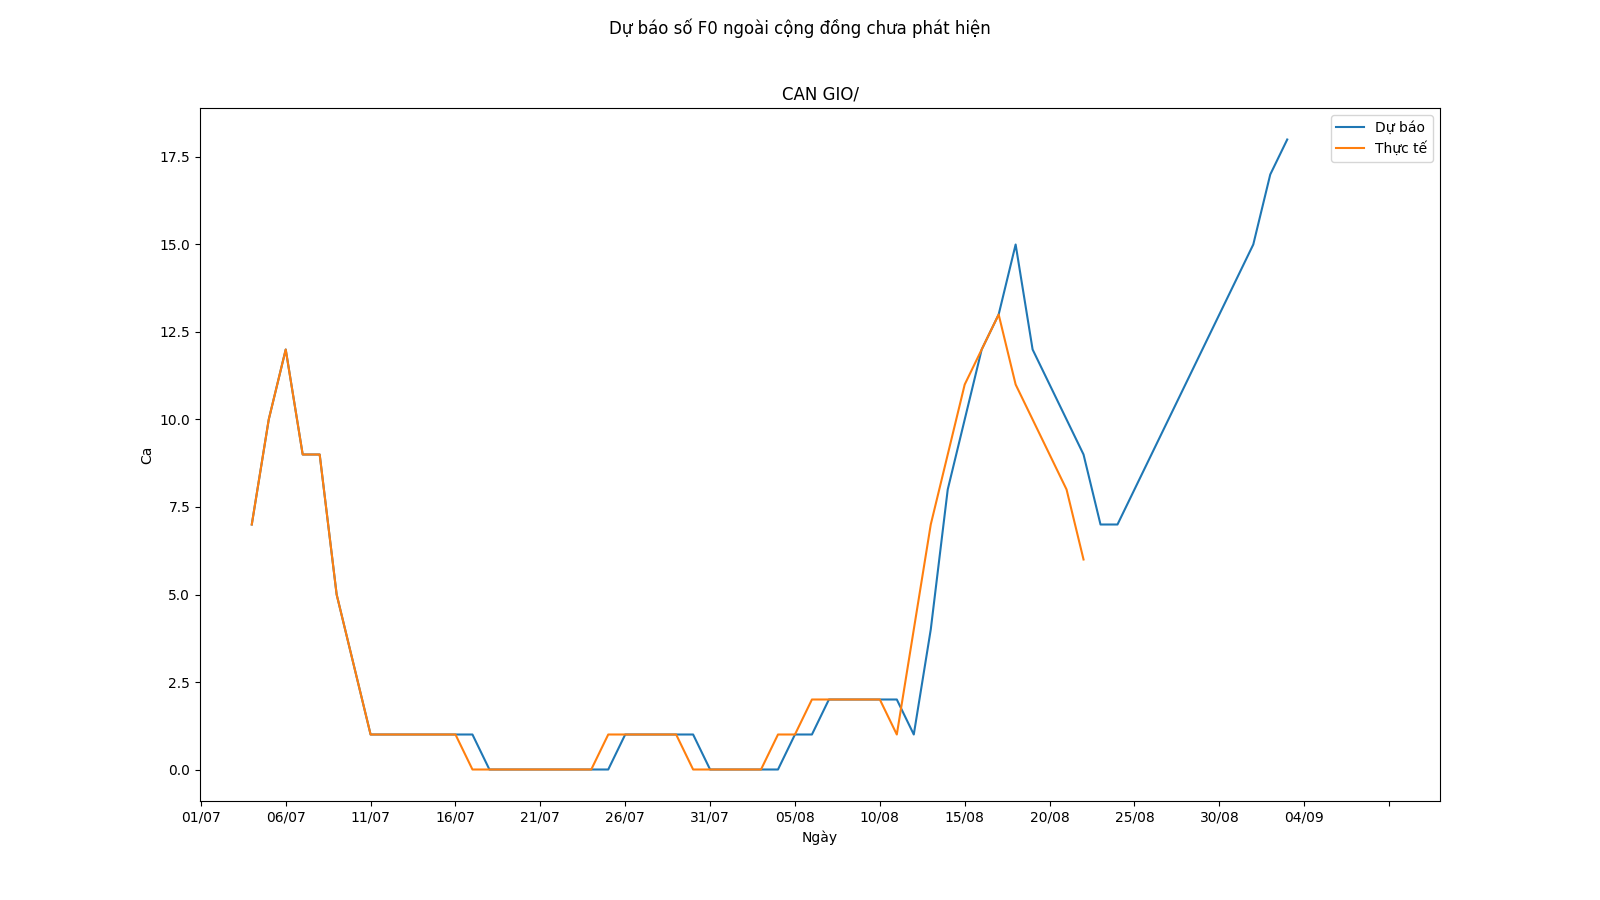 Dự báo số F0 ngoài cộng đồng chưa phát hiện
CAN GIO/
Dự báo
Thực tế
17.5
15.0
12.5
10.0
7.5
5.0
2.5
0.0
Ca
01/07 06/07 11/07 16/07 21/07 26/07 31/07 05/08 10/08 15/08 20/08 25/08 30/08 04/09
Ngày